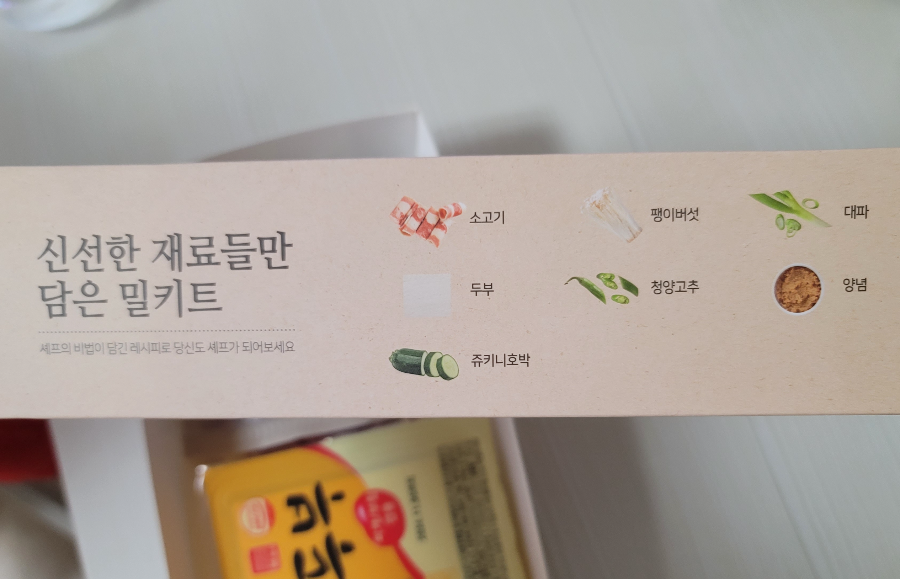 신선한 재료들만
담은 밀키트
셰프의 비법이 담긴 레시피로 당신도 셰프가 되어보세요
소고기
팽이버섯
대파
두부
청양고추
양념
쥬키니호박
두부